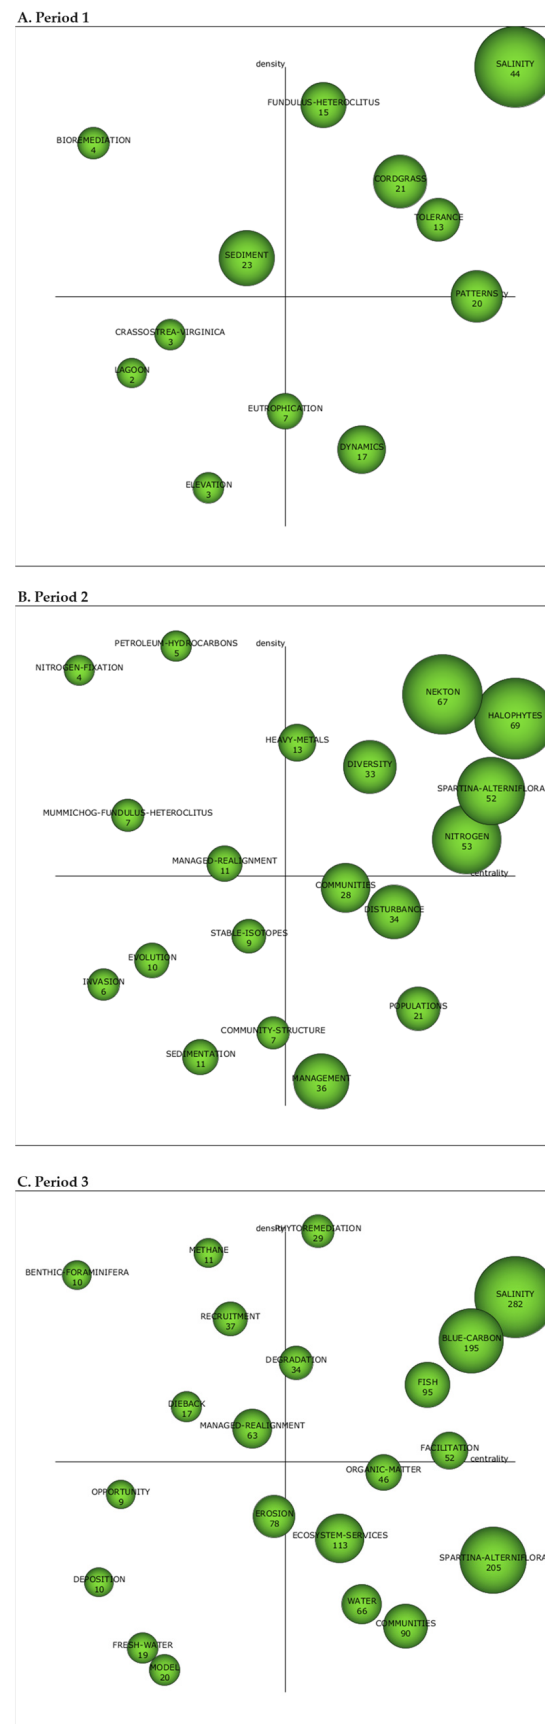 A. Period 1
density
SALINITY
44
FUNDULUS-HETEROCLITUS
15
BIOREMEDIATION
4
CORDGRASS
21
TOLERANCE
13
SEDIMENT
23
PATTERNS ty
20
CRASSOSTREA-VIRGINICA
3
LAGOON
2
EUTROPHICATION
7
DYNAMICS
17
ELEVATION
3
B. Period 2
PETROLEUM-HYDROCARBONS
5
density
NITROGEN-FIXATION
4
NEKTON
67
HALOPHYTES
69
HEAVY-METALS
13
DIVERSITY
33
SPARTINA-ALTERNIFLORA
52
MUMMICHOG-FUNDULUS-HETEROCLITUS
7
NITROGEN
53
MANAGED-REALIGNMENT
11
centrality
COMMUNITIES
28
DISTURBANCE
34
STABLE-ISOTOPES
9
EVOLUTION
10
INVASION
6
POPULATIONS
21
COMMUNITY-STRUCTURE
7
SEDIMENTATION
11
MANAGEMENT
36
C. Period 3
density
PHYTOREMEDIATION
29
METHANE
11
BENTHIC-FORAMINIFERA
10
SALINITY
282
RECRUITMENT
37
BLUE-CARBON
195
DEGRADATION
34
FISH
95
DIEBACK
17
MANAGED-REALIGNMENT
63
FACILITATION
52
centrality
ORGANIC-MATTER
46
OPPORTUNITY
9
EROSION
78
ECOSYSTEM-SERVICES
113
SPARTINA-ALTERNIFLORA
205
DEPOSITION
10
WATER
66
COMMUNITIES
90
FRESH-WATER
19
MODEL
20